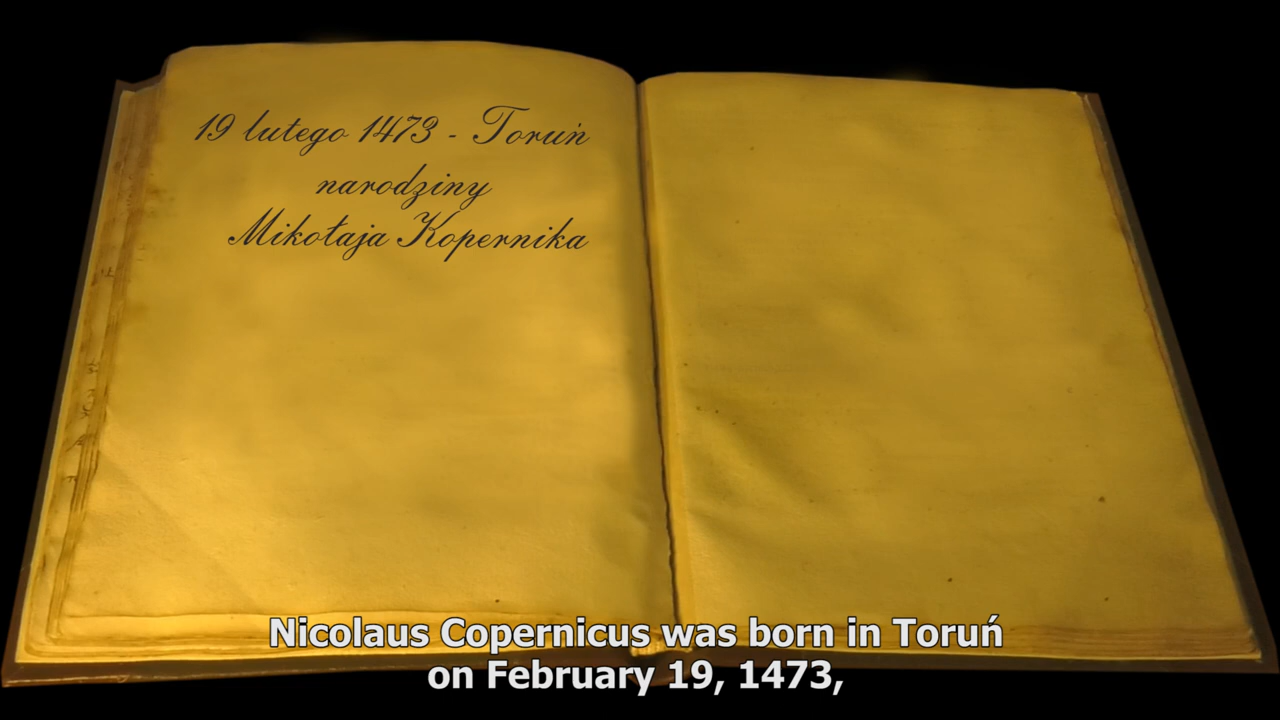 19 lutego 1473 - Toruń
narodziny
Mikołaja Kopernika
Nicolaus Copernicus was born in Toruń
on February 19, 1473,